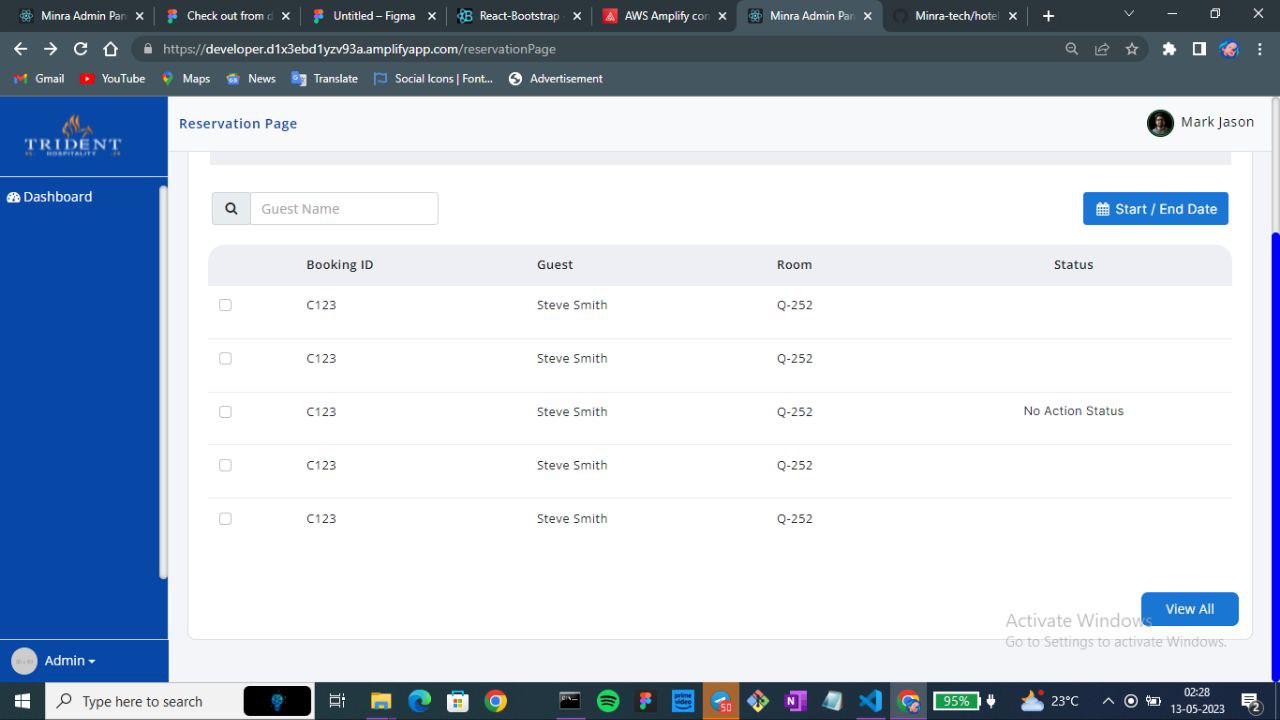 Minra Admin Pan
Check out from d
Untitled – Figma
React-Bootstrap
AWS Amplify con
Minra Admin Pan
Minra-tech/hotel
https://developer.d1x3ebd1yzv93a.amplifyapp.com/reservationPage
Gmail
YouTube
Maps
News
Translate
Social Icons | Font...
Advertisement
TRIDENT
HOSPITALITY
Reservation Page
Mark Jason
Dashboard
Guest Name
Start / End Date
Booking ID Guest Room Status
C123 Steve Smith Q-252
C123 Steve Smith Q-252
C123 Steve Smith Q-252 No Action Status
C123 Steve Smith Q-252
C123 Steve Smith Q-252
View All
Activate Windows
Go to Settings to activate Windows.
Admin
Type here to search
prime video
SD
95%
23°C
02:28
13-05-2023
2